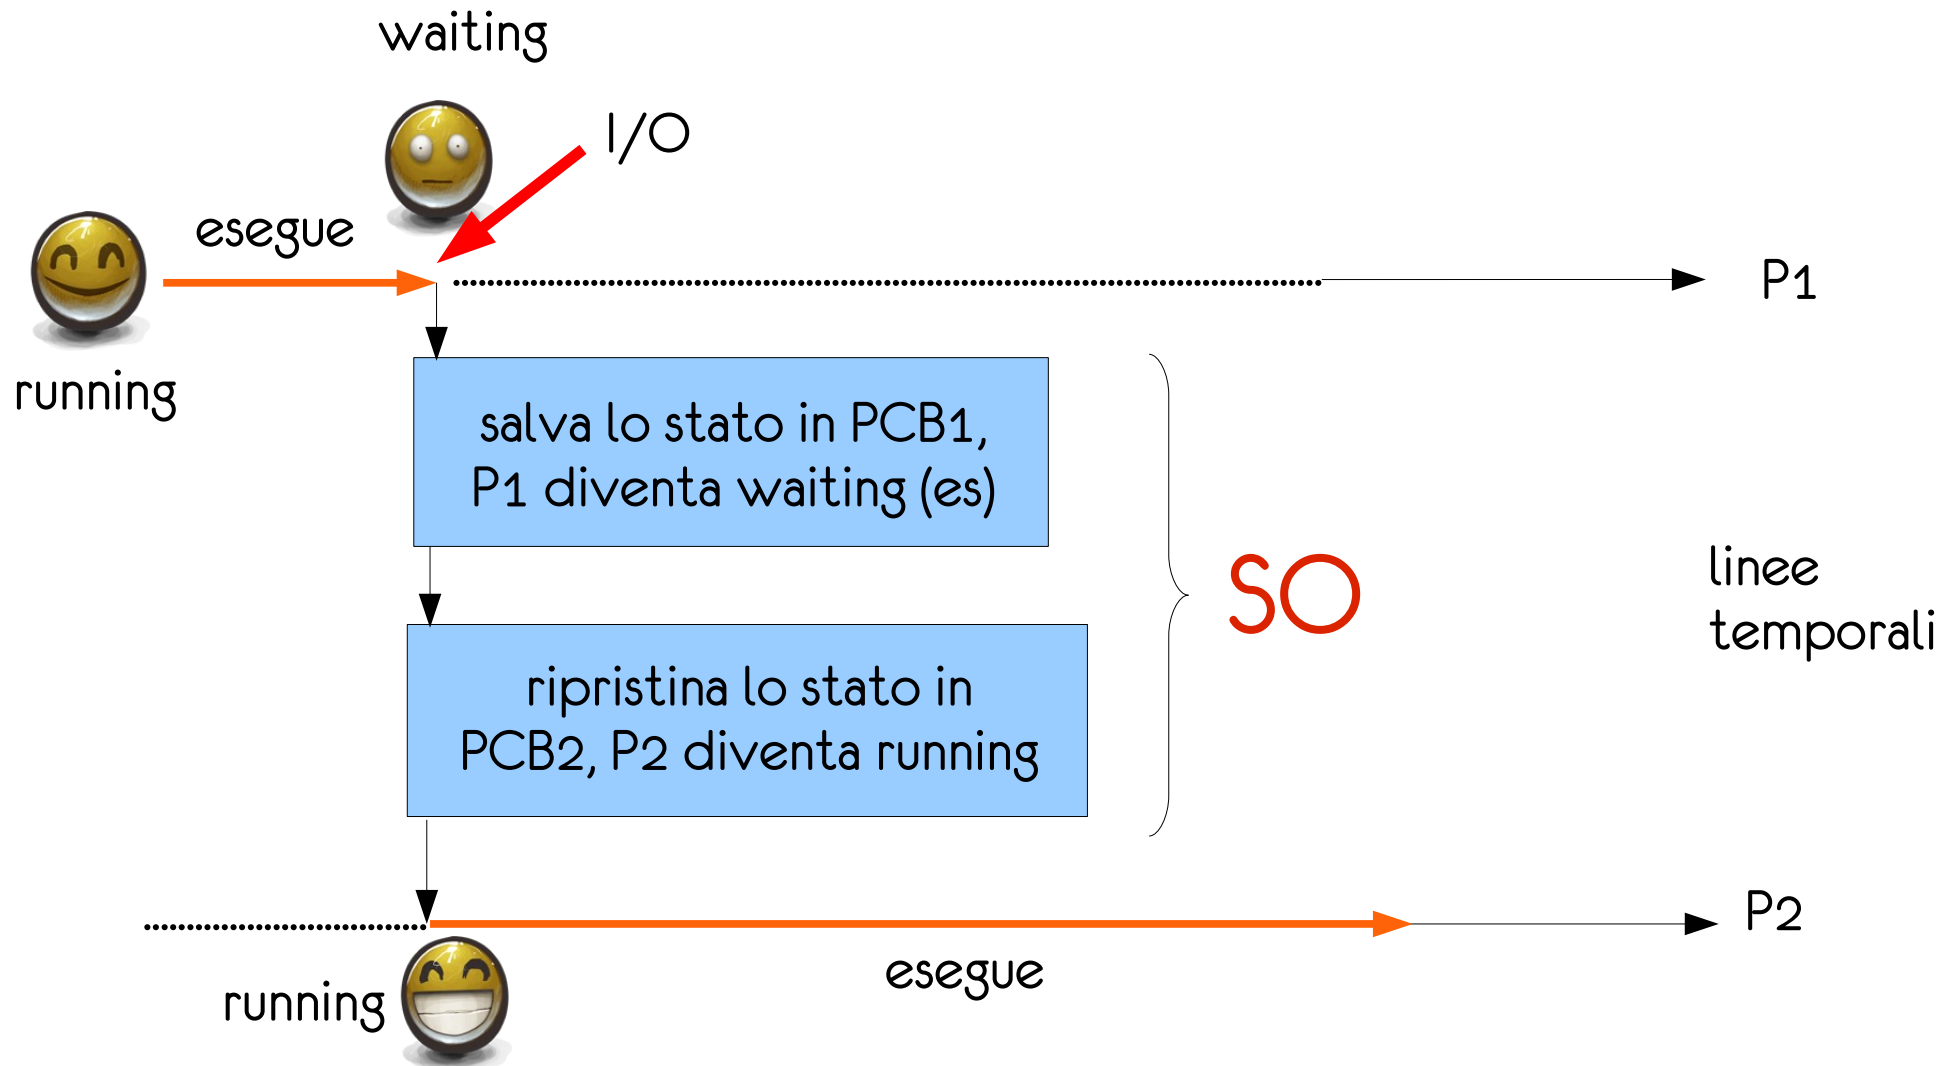 waiting
I/O
esegue
P1
running
salva lo stato in PCB1,
P1 diventa waiting (es)
SO
linee
temporali
ripristina lo stato in
PCB2, P2 diventa running
P2
esegue
running